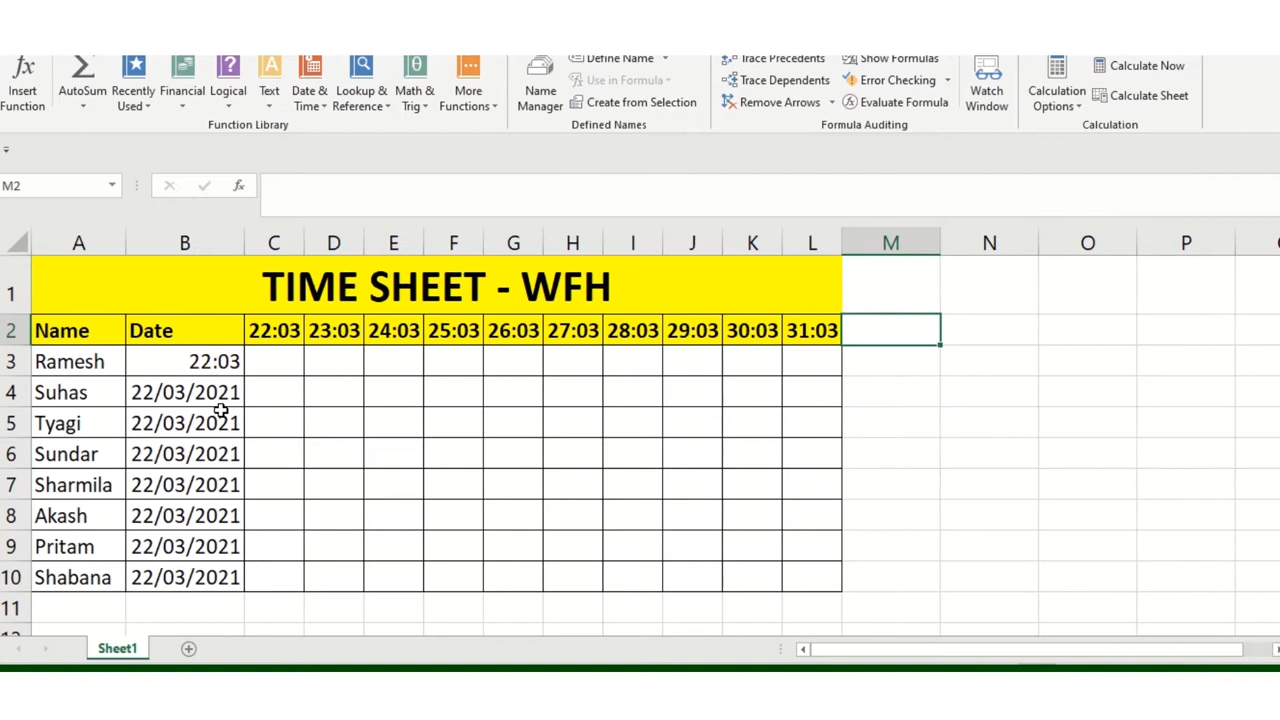 Define Name
Trace Precedents
Show Formulas
Calculate Now
Use in Formula
Trace Dependents
Error Checking
Insert Function
AutoSum
Recently Used
Financial
Logical
Text
Date & Time
Lookup & Reference
Math & Trig
More Functions
Name Manager
Create from Selection
Remove Arrows
Evaluate Formula
Watch Window
Calculation Options
Calculate Sheet
Function Library
Defined Names
Formula Auditing
Calculation
M2
fx
A B C D E F G H I J K L M N O P
1 TIME SHEET - WFH
2 Name Date 22:03 23:03 24:03 25:03 26:03 27:03 28:03 29:03 30:03 31:03
3 Ramesh 22:03
4 Suhas 22/03/2021
5 Tyagi 22/03/2021
6 Sundar 22/03/2021
7 Sharmila 22/03/2021
8 Akash 22/03/2021
9 Pritam 22/03/2021
10 Shabana 22/03/2021
11
Sheet1